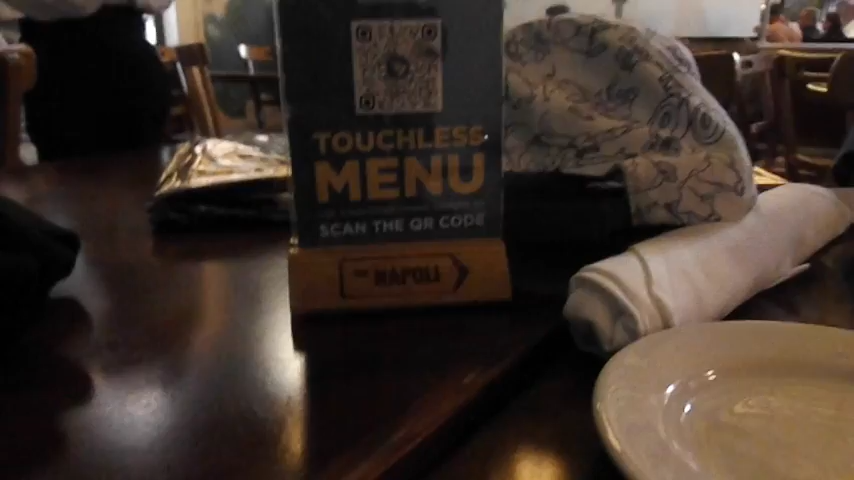 TOUCHLESS
MENU
SCAN THE QR CODE
NAPOLI